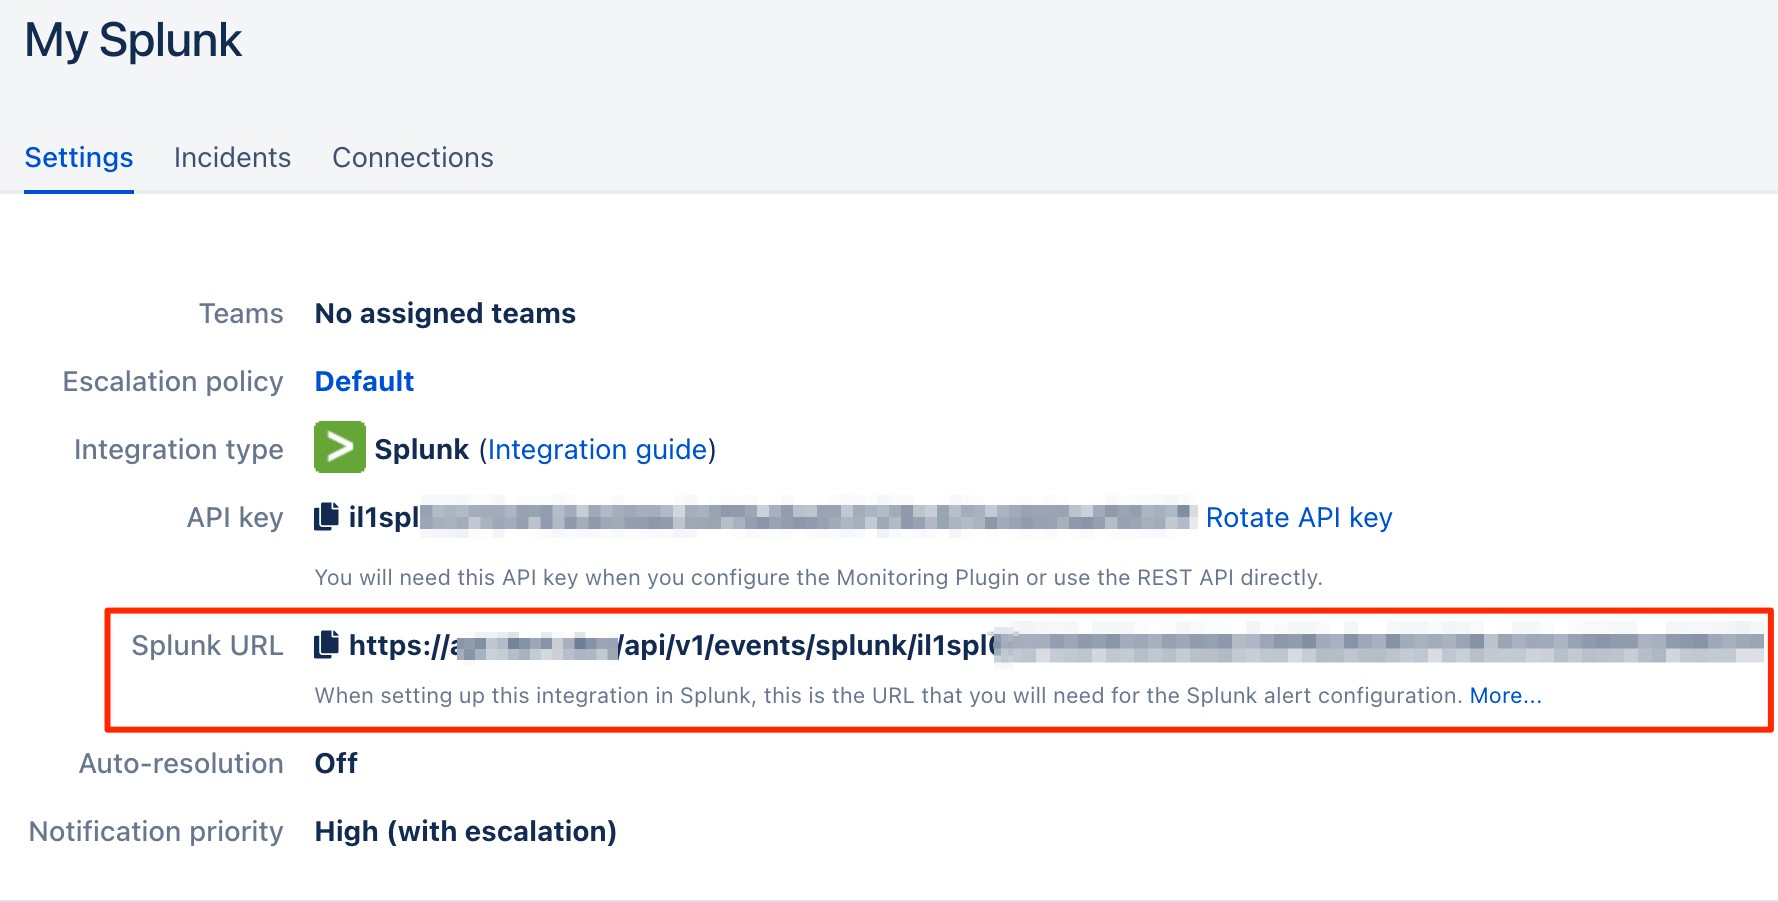 My Splunk
Settings Incidents Connections
Teams No assigned teams
Escalation policy Default
Integration type Splunk (Integration guide)
API key il1spl Rotate API key
You will need this API key when you configure the Monitoring Plugin or use the REST API directly.
Splunk URL https:// /api/v1/events/splunk/il1spl
When setting up this integration in Splunk, this is the URL that you will need for the Splunk alert configuration. More...
Auto-resolution Off
Notification priority High (with escalation)